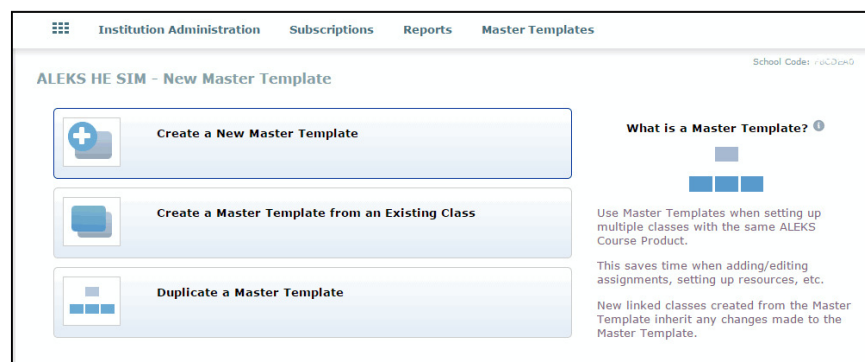 Institution Administration Subscriptions Reports Master Templates
School Code:
ALEKS HE SIM - New Master Template
Create a New Master Template
What is a Master Template?
Create a Master Template from an Existing Class
Use Master Templates when setting up
multiple classes with the same ALEKS
Course Product.
This saves time when adding/editing
assignments, setting up resources, etc.
Duplicate a Master Template
New linked classes created from the Master
Template inherit any changes made to the
Master Template.